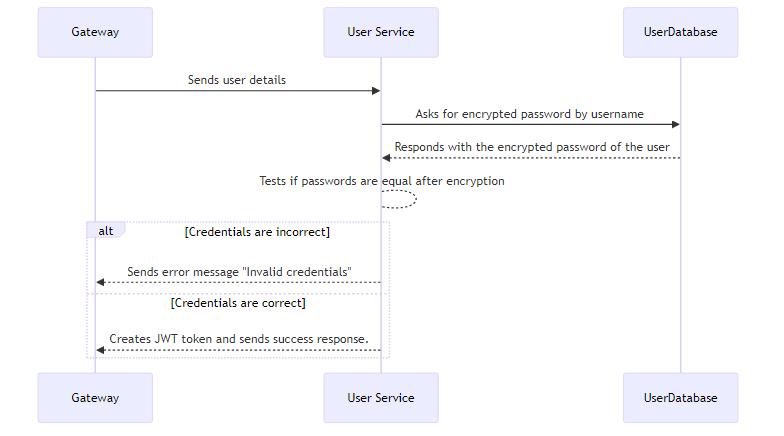 Gateway
User Service
UserDatabase
Sends user details
Asks for encrypted password by username
Responds with the encrypted password of the user
Tests if passwords are equal after encryption
alt
[Credentials are incorrect]
Sends error message "Invalid credentials"
[Credentials are correct]
Creates JWT token and sends success response.
Gateway
User Service
UserDatabase